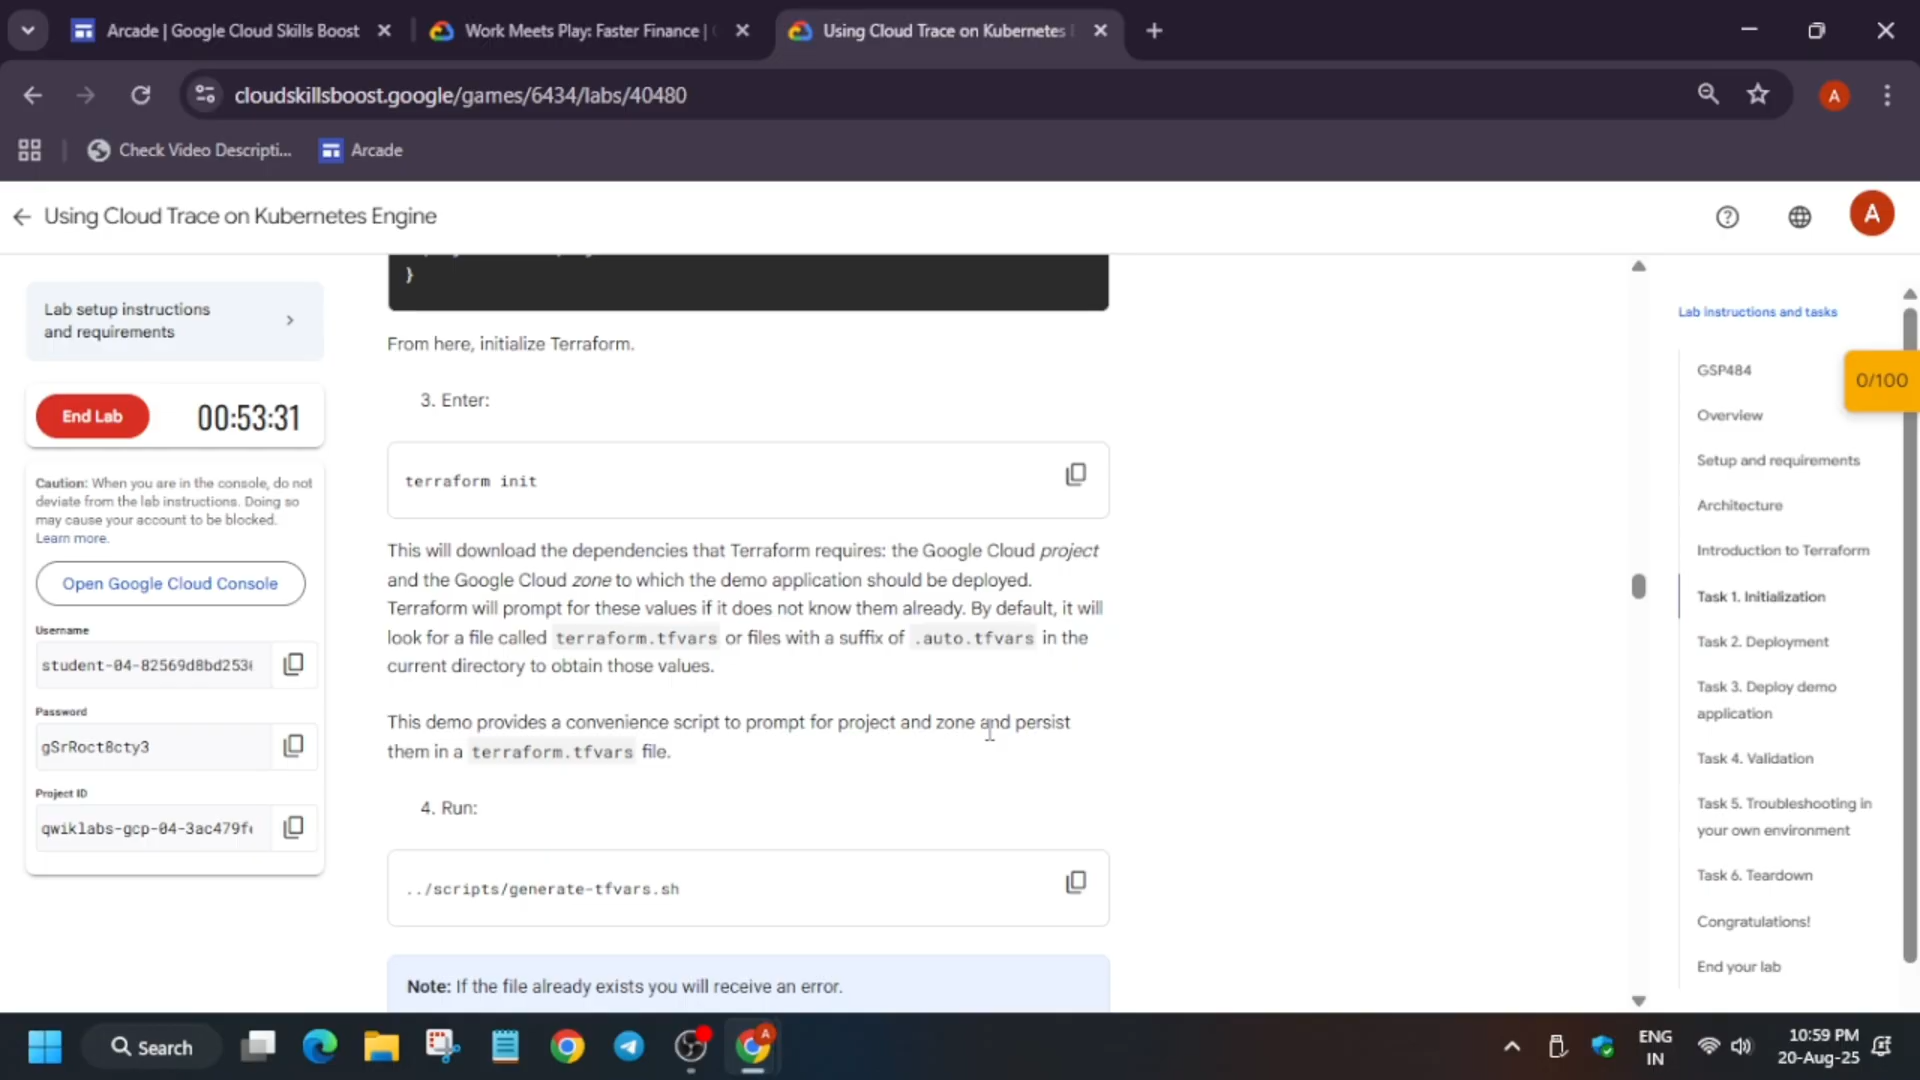 Arcade | Google Cloud Skills Boost
Work Meets Play: Faster Finance |
Using Cloud Trace on Kubernetes
cloudskillsboost.google/games/6434/labs/40480
A
Check Video Descripti...
Arcade
Using Cloud Trace on Kubernetes Engine
A
Lab setup instructions
and requirements
End Lab
00:53:31
Caution: When you are in the console, do not
deviate from the lab instructions. Doing so
may cause your account to be blocked.
Learn more.
Open Google Cloud Console
Username
student-04-82569d8bd253
Password
gSrRoct8cty3
Project ID
qwiklabs-gcp-04-3ac479f
}
From here, initialize Terraform.
3. Enter:
terraform init
This will download the dependencies that Terraform requires: the Google Cloud project
and the Google Cloud zone to which the demo application should be deployed.
Terraform will prompt for these values if it does not know them already. By default, it will
look for a file called terraform.tfvars or files with a suffix of .auto.tfvars in the
current directory to obtain those values.
This demo provides a convenience script to prompt for project and zone and persist
them in a terraform.tfvars file.
4. Run:
../scripts/generate-tfvars.sh
Note: If the file already exists you will receive an error.
Lab instructions and tasks
GSP484
0/100
Overview
Setup and requirements
Architecture
Introduction to Terraform
Task 1. Initialization
Task 2. Deployment
Task 3. Deploy demo
application
Task 4. Validation
Task 5. Troubleshooting in
your own environment
Task 6. Teardown
Congratulations!
End your lab
Search
A
ENG
IN
10:59 PM
20-Aug-25